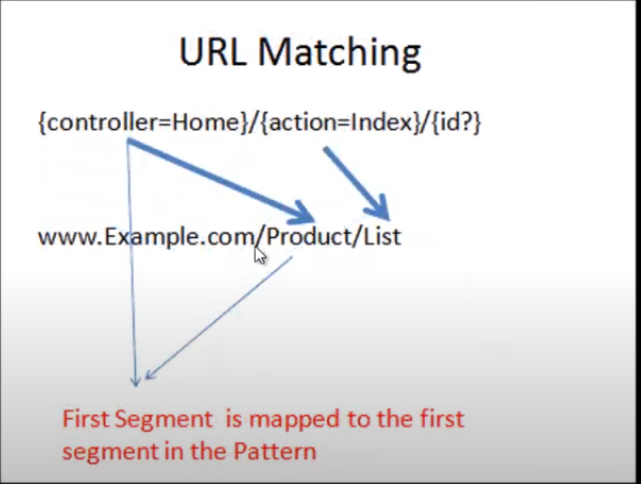 URL Matching
{controller=Home}/{action=Index}/{id?}
www.Example.com/Product/List
First Segment  is mapped to the first
segment in the Pattern